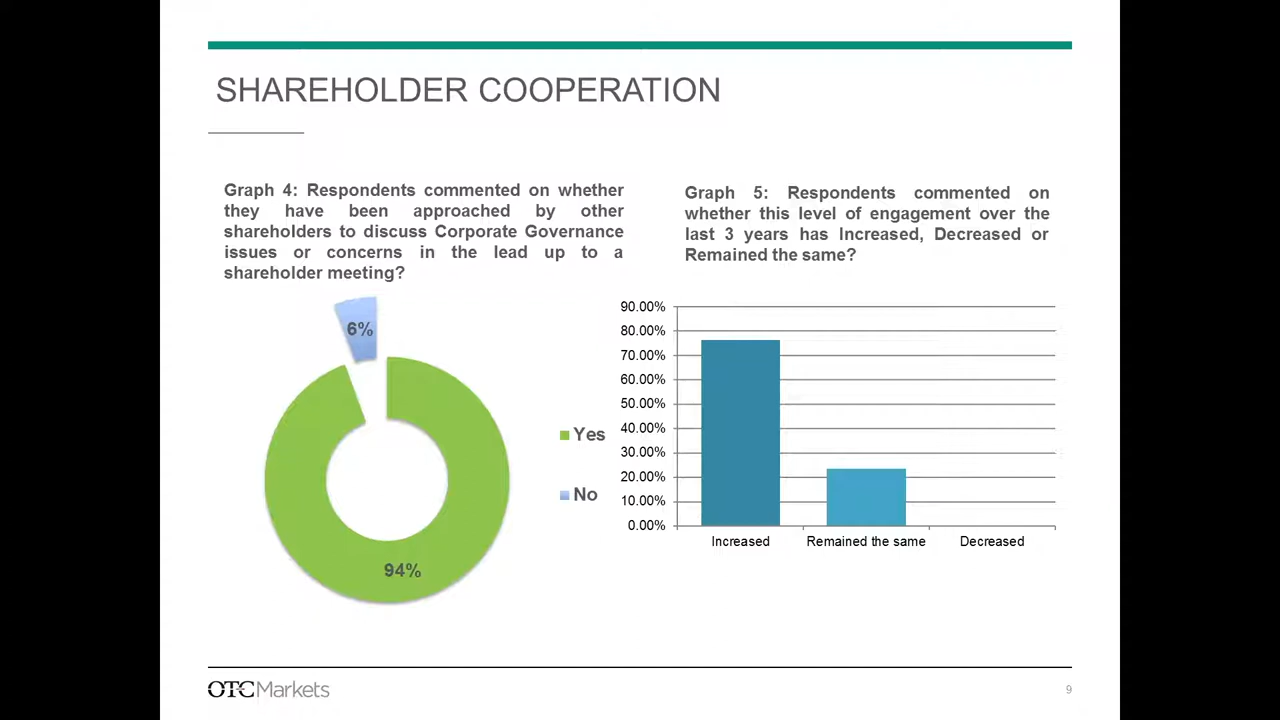 SHAREHOLDER COOPERATION
Graph 4: Respondents commented on whether
they have been approached by other
shareholders to discuss Corporate Governance
issues or concerns in the lead up to a
shareholder meeting?
6%
94%
Yes
No
Graph 5: Respondents commented on
whether this level of engagement over the
last 3 years has Increased, Decreased or
Remained the same?
90.00%
80.00%
70.00%
60.00%
50.00%
40.00%
30.00%
20.00%
10.00%
0.00%
Increased Remained the same Decreased
OTC Markets
9